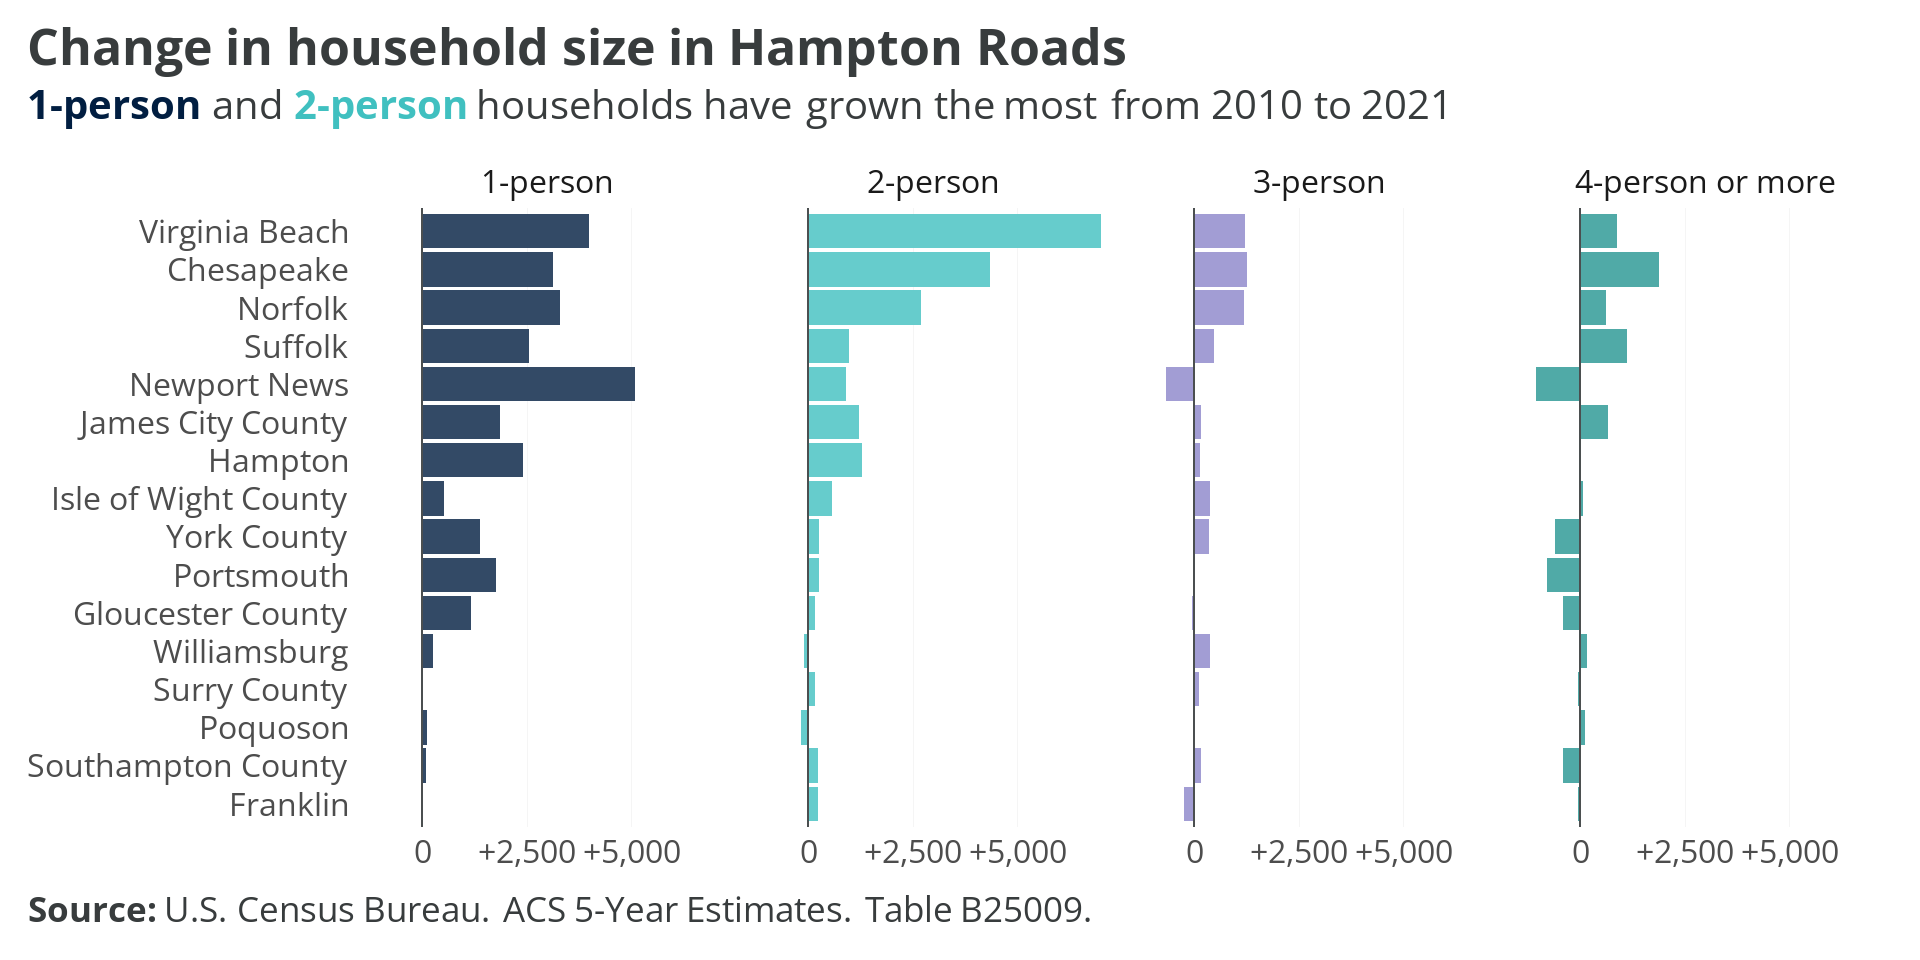 Change in household size in Hampton Roads
1-person and 2-person households have grown the most from 2010 to 2021
1-person 2-person 3-person 4-person or more
Virginia Beach
Chesapeake
Norfolk
Suffolk
Newport News
James City County
Hampton
Isle of Wight County
York County
Portsmouth
Gloucester County
Williamsburg
Surry County
Poquoson
Southampton County
Franklin
0 +2,500 +5,000 0 +2,500 +5,000 0 +2,500 +5,000 0 +2,500 +5,000
Source: U.S. Census Bureau. ACS 5-Year Estimates. Table B25009.